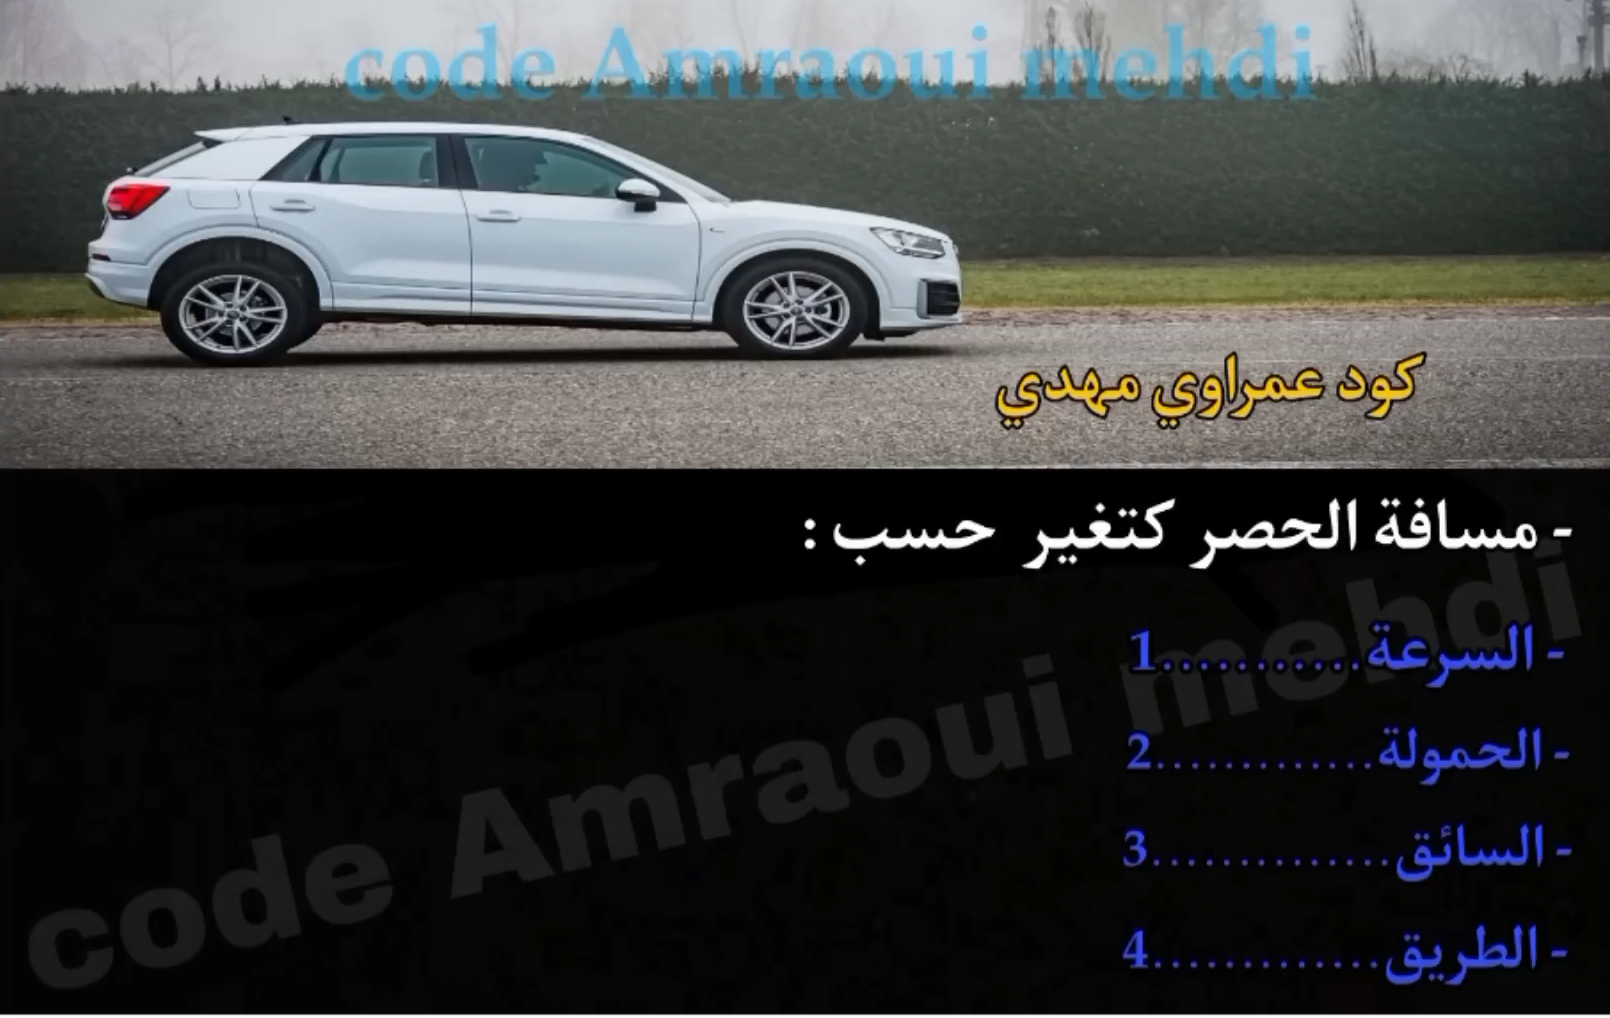 code Amraoui mehdi
كود عمراوي مهدي
- مسافة الحصر كتغير حسب :
- السرعة...........1
- الحمولة.............2
- السائق..............3
- الطريق.............4
code Amraoui mehdi